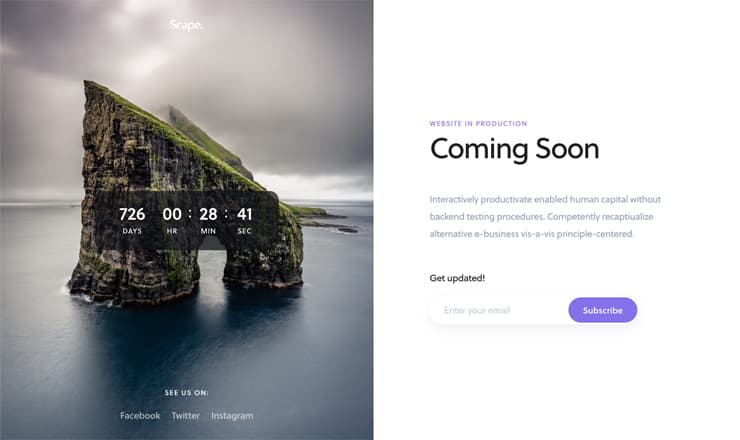 Scape.
726 00 : 28 : 41
DAYS HR MIN SEC
SEE US ON:
Facebook Twitter Instagram
WEBSITE IN PRODUCTION
Coming Soon
Interactively productivate enabled human capital without
backend testing procedures. Competently recaptiualize
alternative e-business vis-a-vis principle-centered.
Get updated!
Enter your email
Subscribe